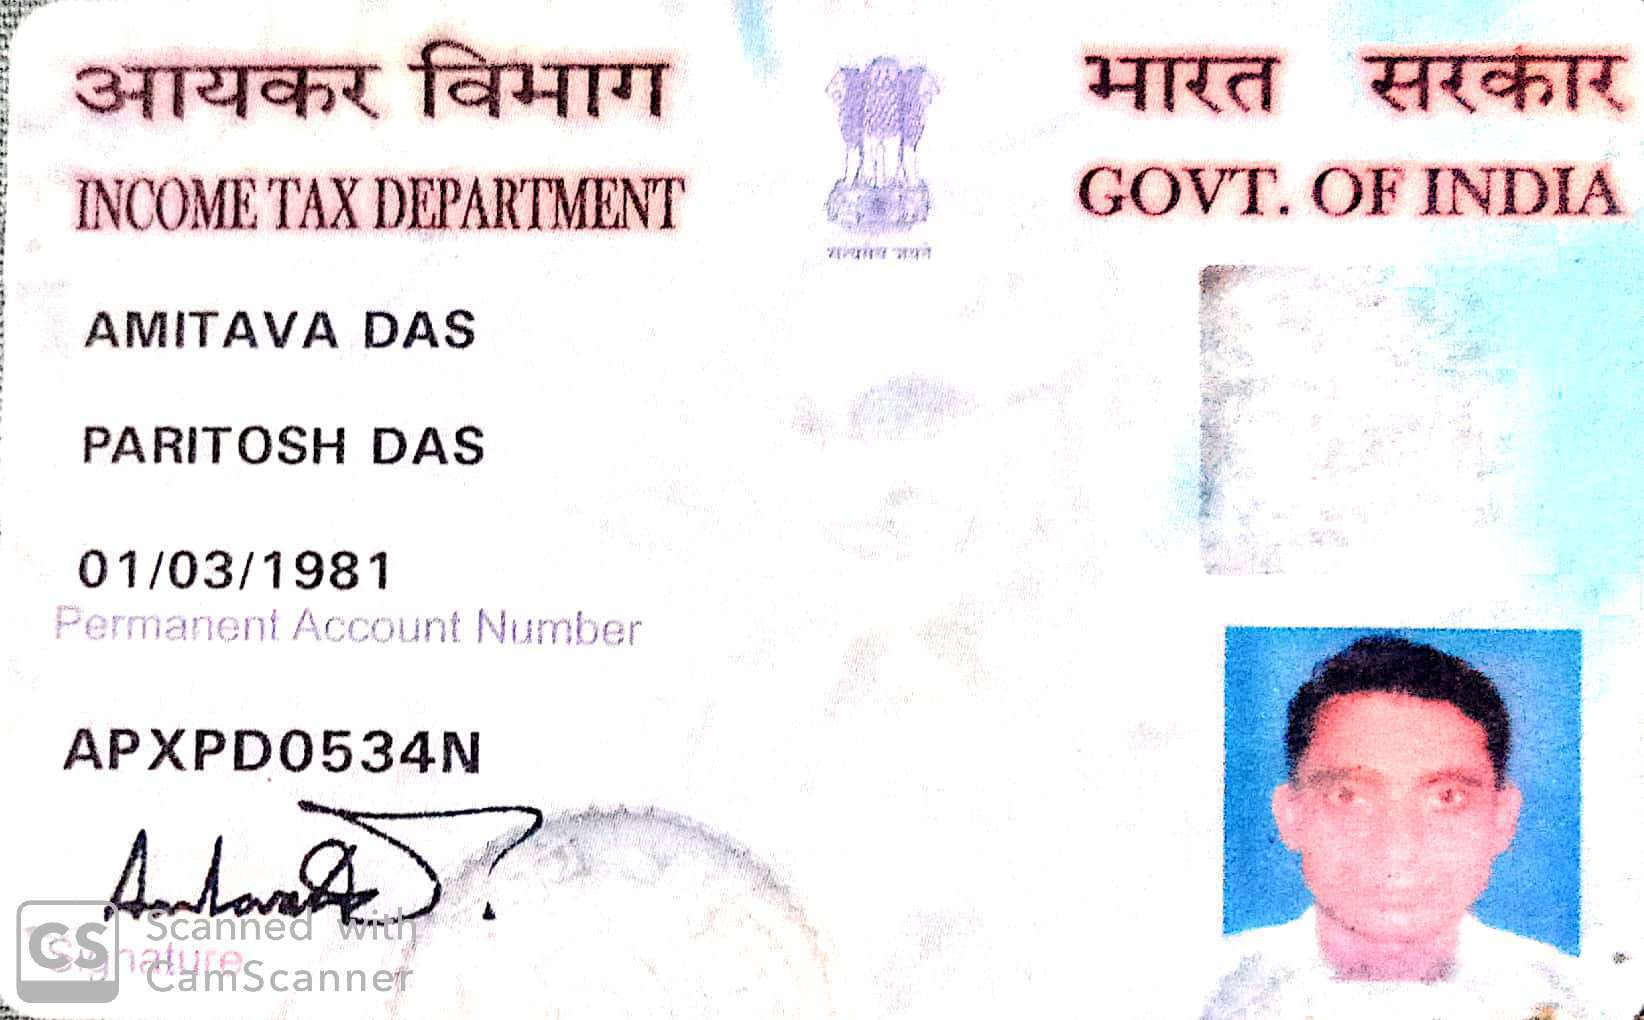 आयकर विभाग
INCOME TAX DEPARTMENT
भारत सरकार
GOVT. OF INDIA
सत्यमेव जयते
AMITAVA DAS
PARITOSH DAS
01/03/1981
Permanent Account Number
APXPD0534N
Signature
CS Scanned with
CamScanner